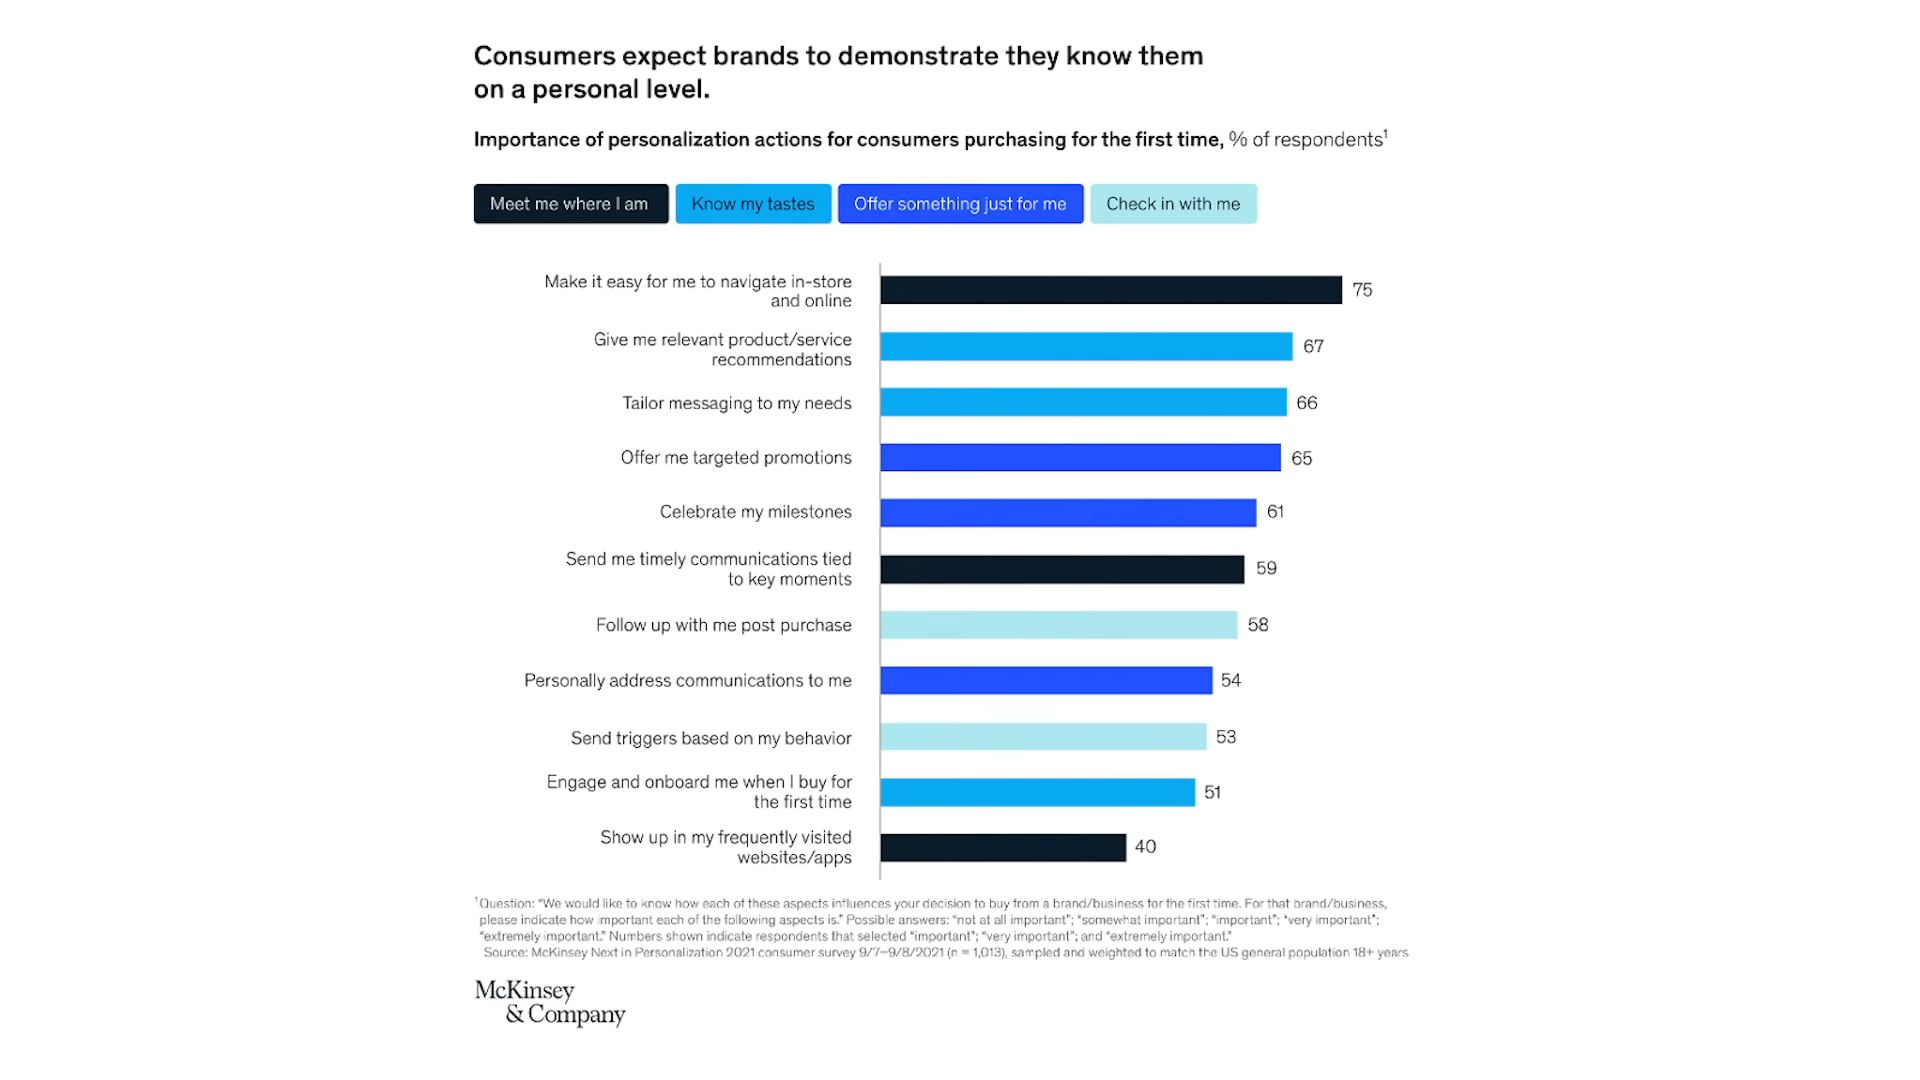 Consumers expect brands to demonstrate they know them
on a personal level.
Importance of personalization actions for consumers purchasing for the first time, % of respondents¹
Meet me where I am
Know my tastes
Offer something just for me
Check in with me
Make it easy for me to navigate in-store
and online
75
Give me relevant product/service
recommendations
67
Tailor messaging to my needs
66
Offer me targeted promotions
65
Celebrate my milestones
61
Send me timely communications tied
to key moments
59
Follow up with me post purchase
58
Personally address communications to me
54
Send triggers based on my behavior
53
Engage and onboard me when I buy for
the first time
51
Show up in my frequently visited
websites/apps
40
¹Question: “We would like to know how each of these aspects influences your decision to buy from a brand/business for the first time. For that brand/business,
please indicate how important each of the following aspects is.” Possible answers: “not at all important”; “somewhat important”; “important”; “very important”;
“extremely important.” Numbers shown indicate respondents that selected “important”; “very important”; and “extremely important.”
Source: McKinsey Next in Personalization 2021 consumer survey 9/7–9/8/2021 (n = 1,013), sampled and weighted to match the US general population 18+ years
McKinsey
& Company